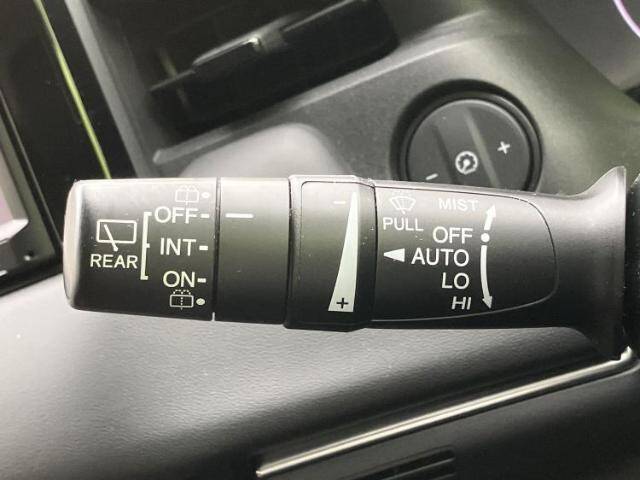 OFF
INT
ON
REAR
-
+
MIST
PULL
OFF
AUTO
LO
HI
-
+